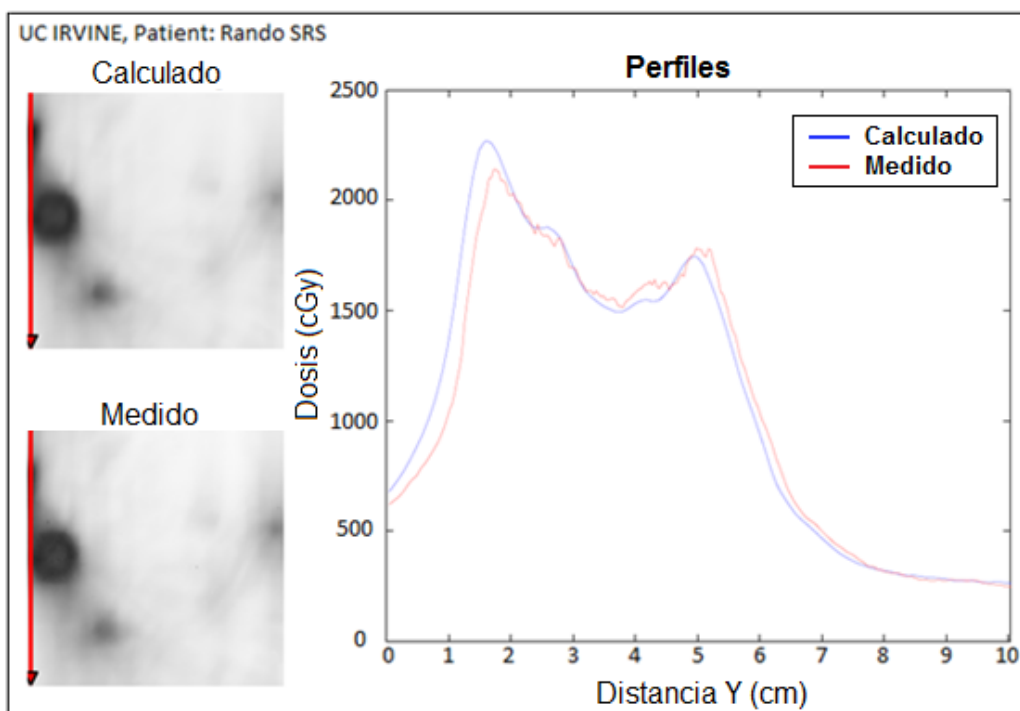 UC IRVINE, Patient: Rando SRS
Calculado
Medido
Perfiles
Calculado
Medido
Dosis (cGy)
2500
2000
1500
1000
500
0
0 1 2 3 4 5 6 7 8 9 10
Distancia Y (cm)